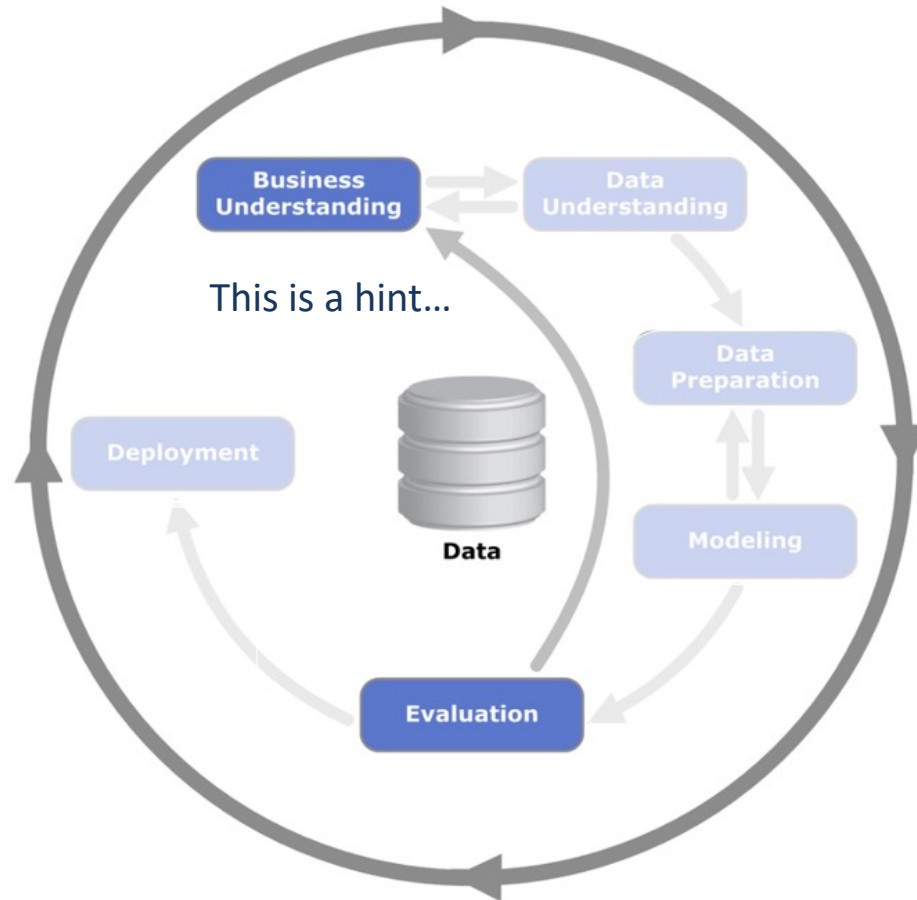 Business
Understanding
Data
Understanding
This is a hint...
Data
Preparation
Deployment
Modeling
Data
Evaluation